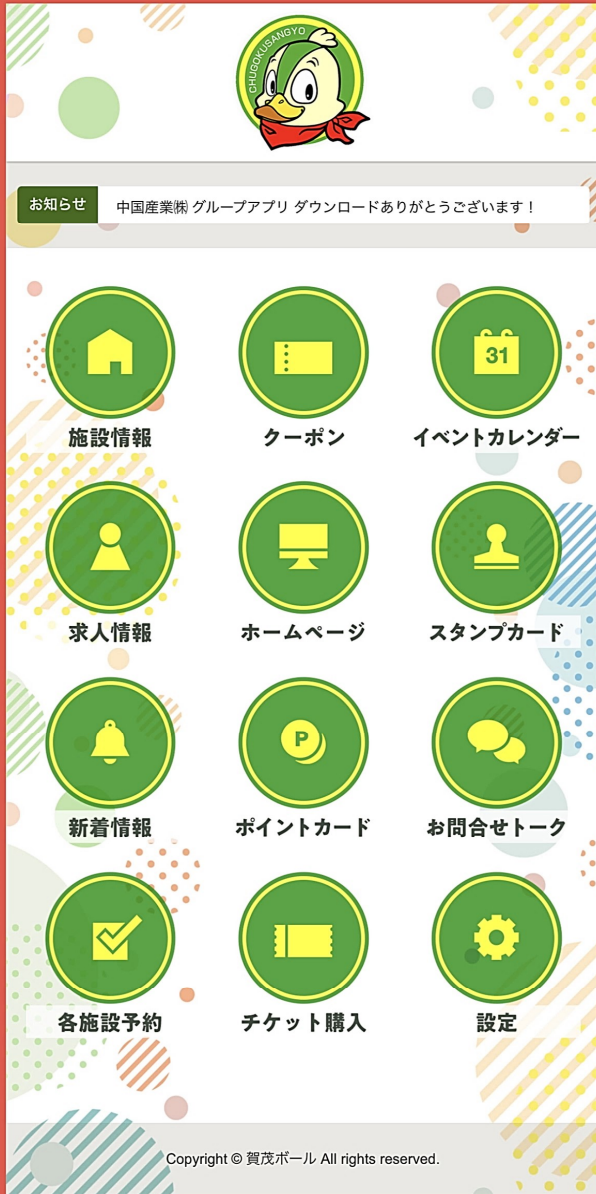 CHUGOKUSANGYO
お知らせ
中国産業㈱ グループアプリ ダウンロードありがとうございます！
31
施設情報
クーポン
イベントカレンダー
求人情報
ホームページ
スタンプカード
P
新着情報
ポイントカード
お問合せトーク
各施設予約
チケット購入
設定
Copyright © 賀茂ボール All rights reserved.